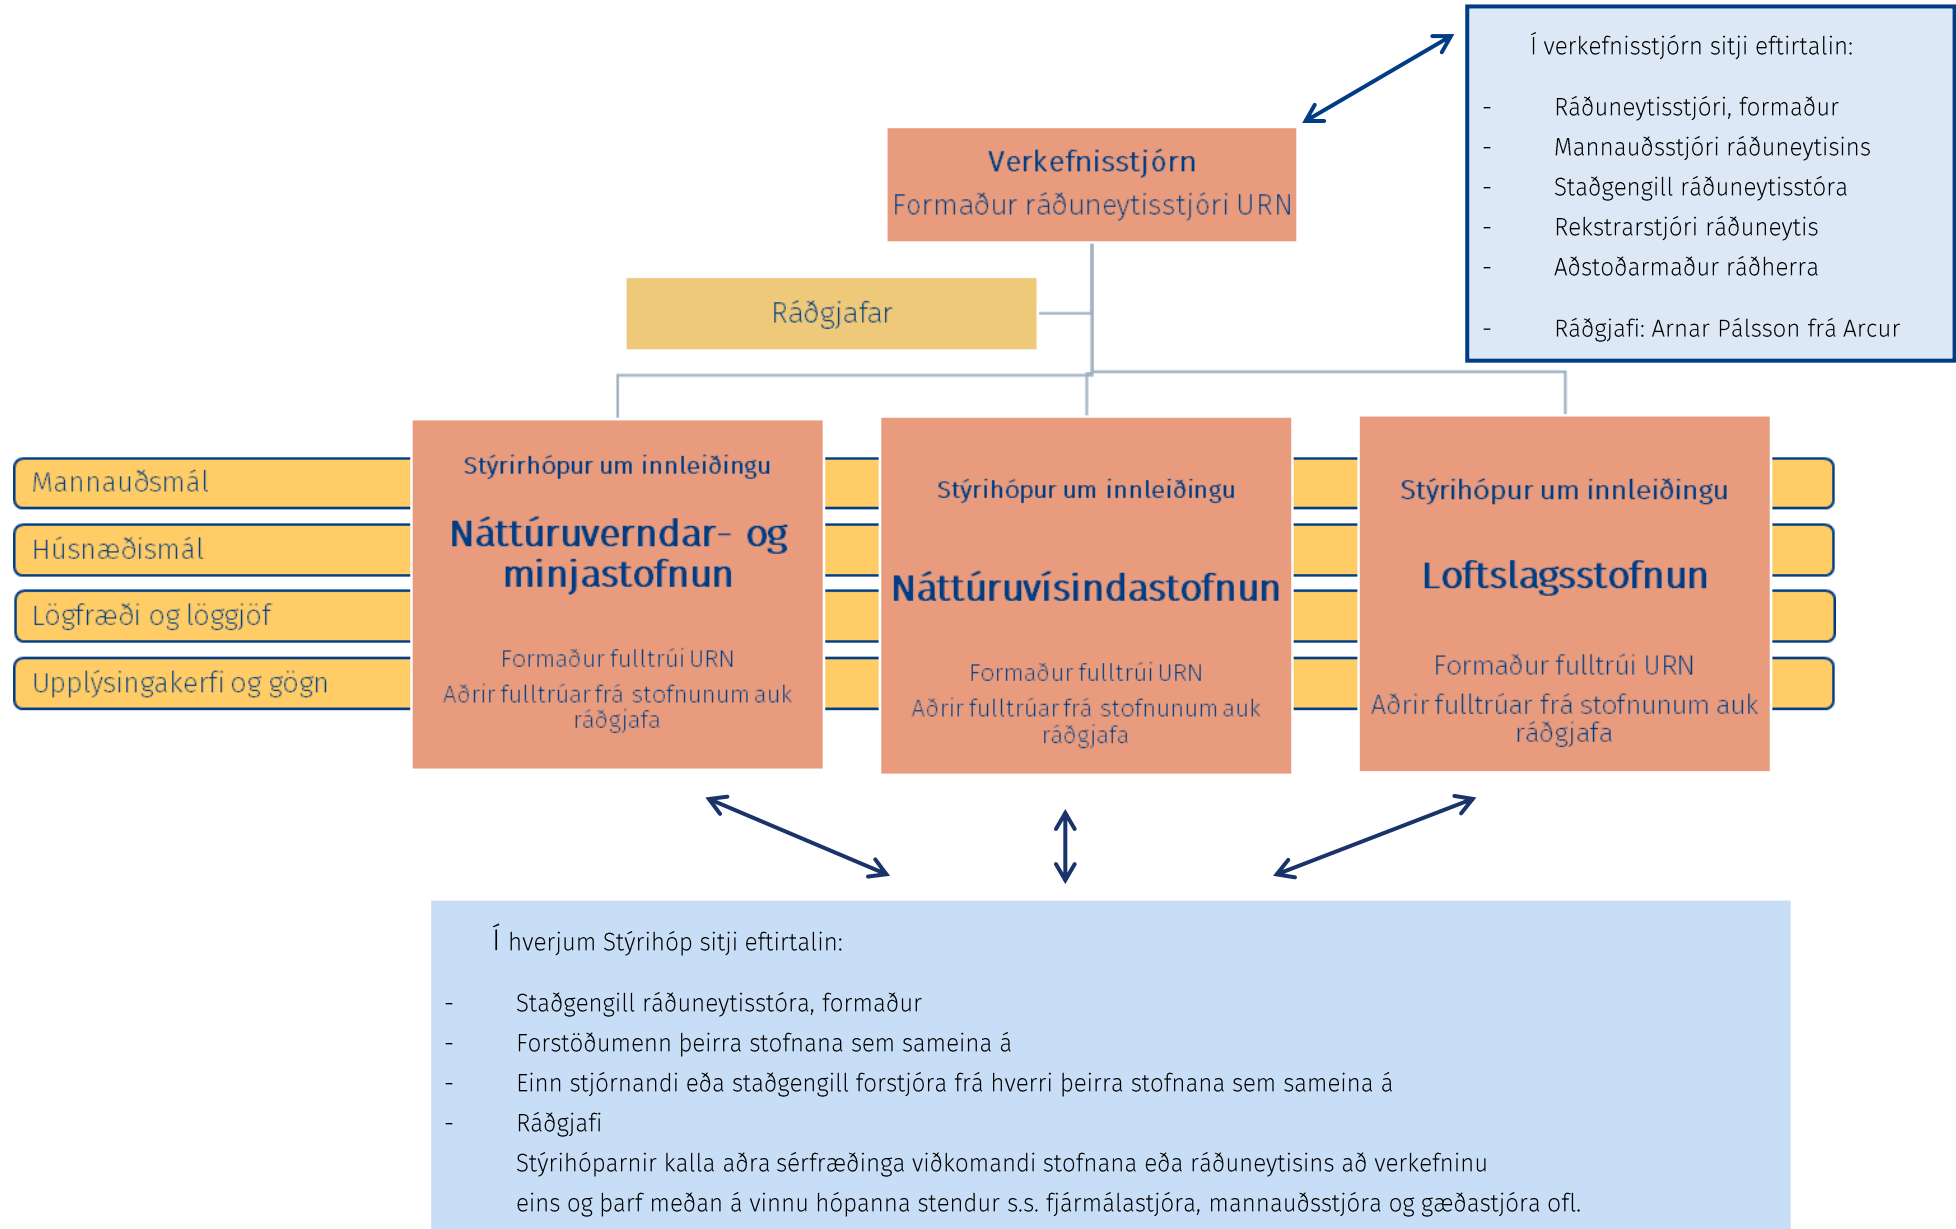 Í verkefnisstjórn sitji eftirtalin:
- Ráðuneytisstjóri, formaður
- Mannauðsstjóri ráðuneytisins
- Staðgengill ráðuneytisstóra
- Rekstrarstjóri ráðuneytis
- Aðstoðarmaður ráðherra
- Ráðgjafi: Arnar Pálsson frá Arcur
Verkefnisstjórn
Formaður ráðuneytisstjóri URN
Ráðgjafar
Mannauðsmál
Húsnæðismál
Lögfræði og löggjöf
Upplýsingakerfi og gögn
Stýrirhópur um innleiðingu
Náttúruverndar- og
minjastofnun
Formaður fulltrúi URN
Aðrir fulltrúar frá stofnunum auk
ráðgjafa
Stýrihópur um innleiðingu
Náttúruvísindastofnun
Formaður fulltrúi URN
Aðrir fulltrúar frá stofnunum auk
ráðgjafa
Stýrihópur um innleiðingu
Loftslagsstofnun
Formaður fulltrúi URN
Aðrir fulltrúar frá stofnunum auk
ráðgjafa
Í hverjum Stýrihóp sitji eftirtalin:
- Staðgengill ráðuneytisstóra, formaður
- Forstöðumenn þeirra stofnana sem sameina á
- Einn stjórnandi eða staðgengill forstjóra frá hverri þeirra stofnana sem sameina á
- Ráðgjafi
Stýrihóparnir kalla aðra sérfræðinga viðkomandi stofnana eða ráðuneytisins að verkefninu
eins og þarf meðan á vinnu hópanna stendur s.s. fjármálastjóra, mannauðsstjóra og gæðastjóra ofl.